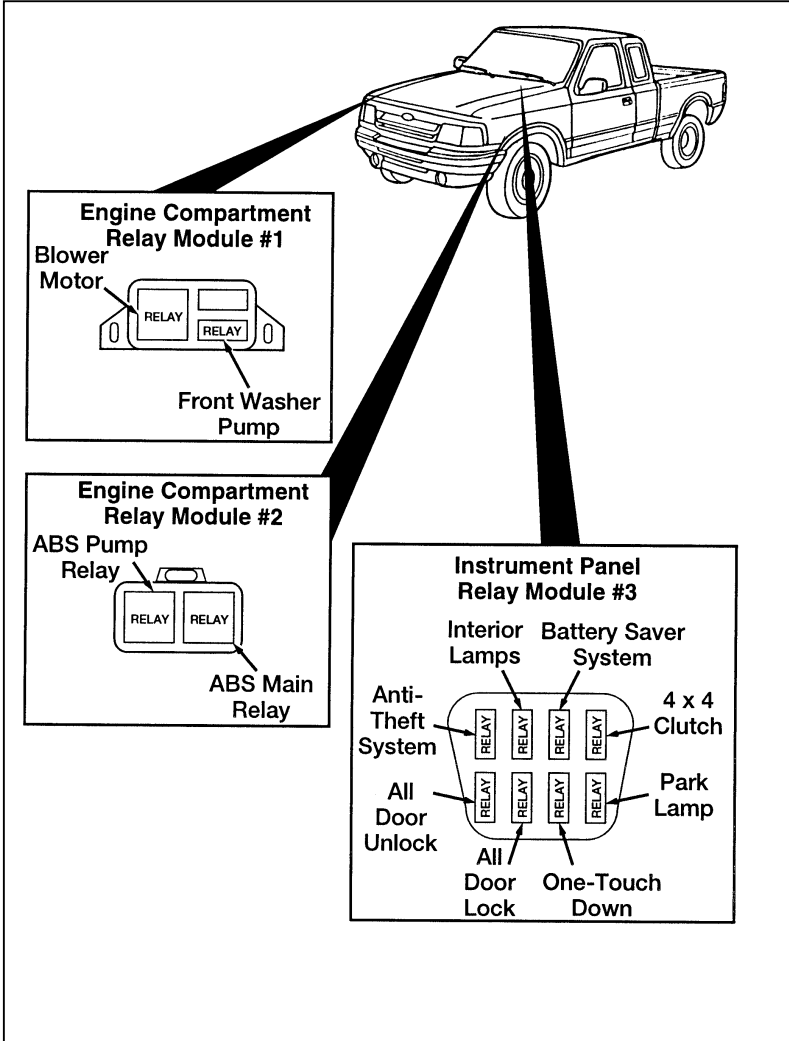 Engine Compartment
Relay Module #1
Blower
Motor
RELAY
RELAY
Front Washer
Pump
Engine Compartment
Relay Module #2
ABS Pump
Relay
RELAY
RELAY
ABS Main
Relay
Instrument Panel
Relay Module #3
Interior
Lamps
Battery Saver
System
Anti-
Theft
System
4 x 4
Clutch
RELAY
RELAY
RELAY
RELAY
All
Door
Unlock
RELAY
RELAY
RELAY
RELAY
Park
Lamp
All
Door
Lock
One-Touch
Down